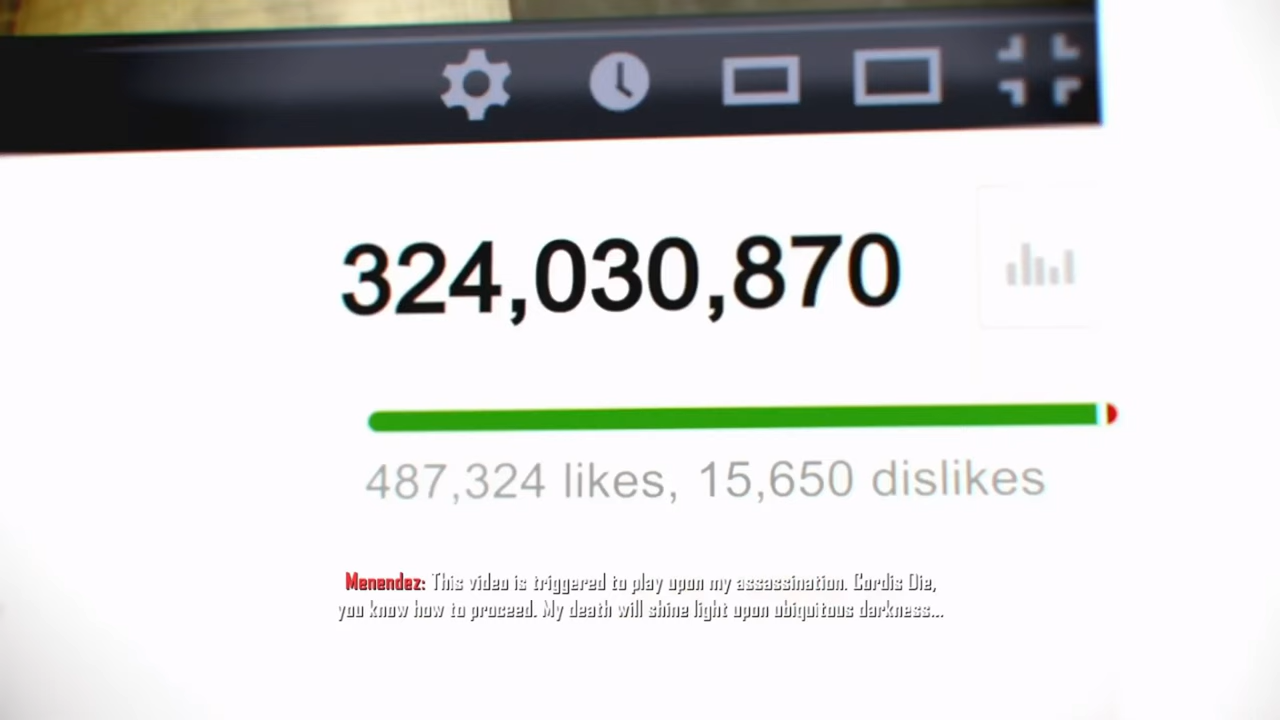 324,030,870
487,324 likes, 15,650 dislikes
Menendez: This video is triggered to play upon my assassination. Cordis Die,
you know how to proceed. My death will shine light upon ubiquitous darkness...